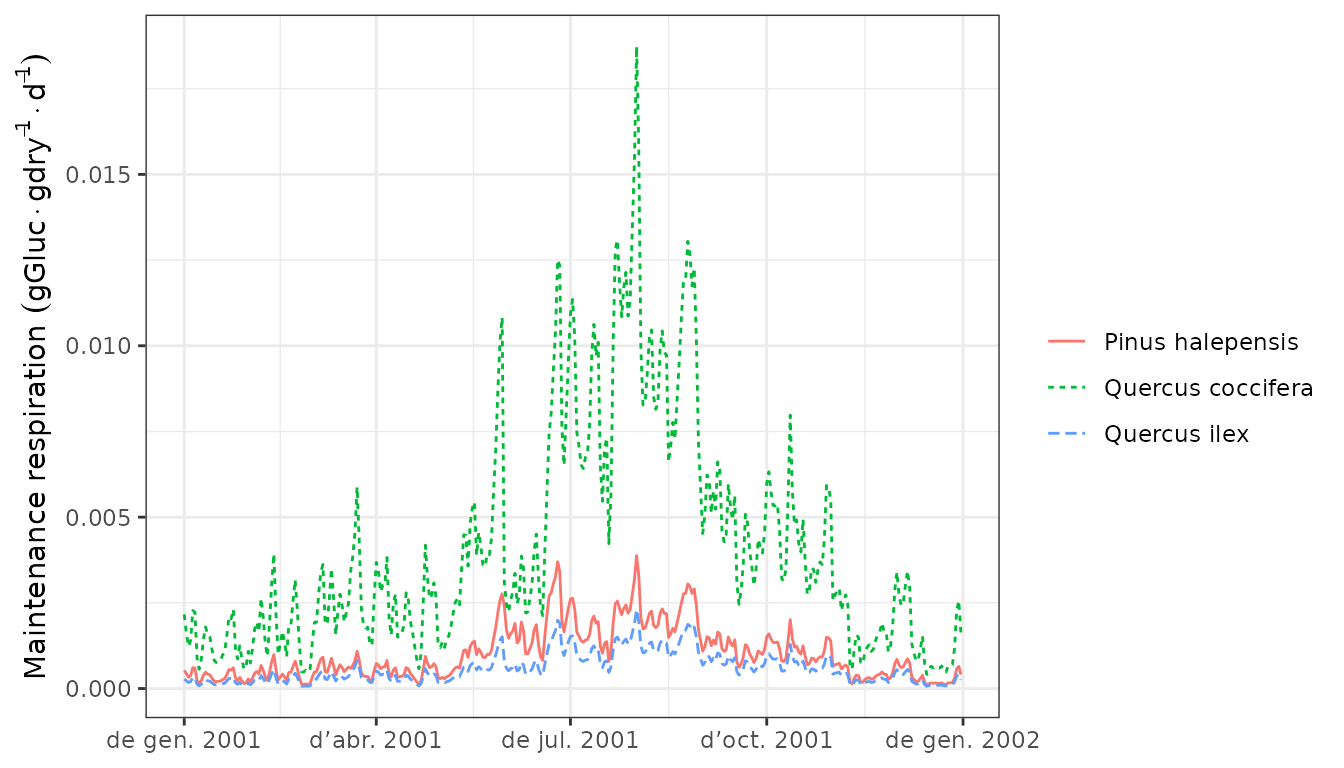 Maintenance respiration (gGluc · gdry⁻¹ · d⁻¹)
0.015
0.010
0.005
0.000
de gen. 2001
d’abr. 2001
de jul. 2001
d’oct. 2001
de gen. 2002
Pinus halepensis
Quercus coccifera
Quercus ilex